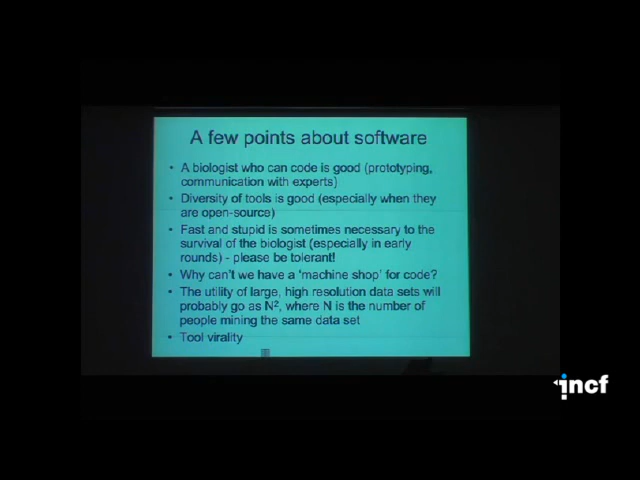 A few points about software
• A biologist who can code is good (prototyping,
communication with experts)
• Diversity of tools is good (especially when they
are open-source)
• Fast and stupid is sometimes necessary to the
survival of the biologist (especially in early
rounds) - please be tolerant!
• Why can't we have a 'machine shop' for code?
• The utility of large, high resolution data sets will
probably go as N², where N is the number of
people mining the same data set
• Tool virality
incf